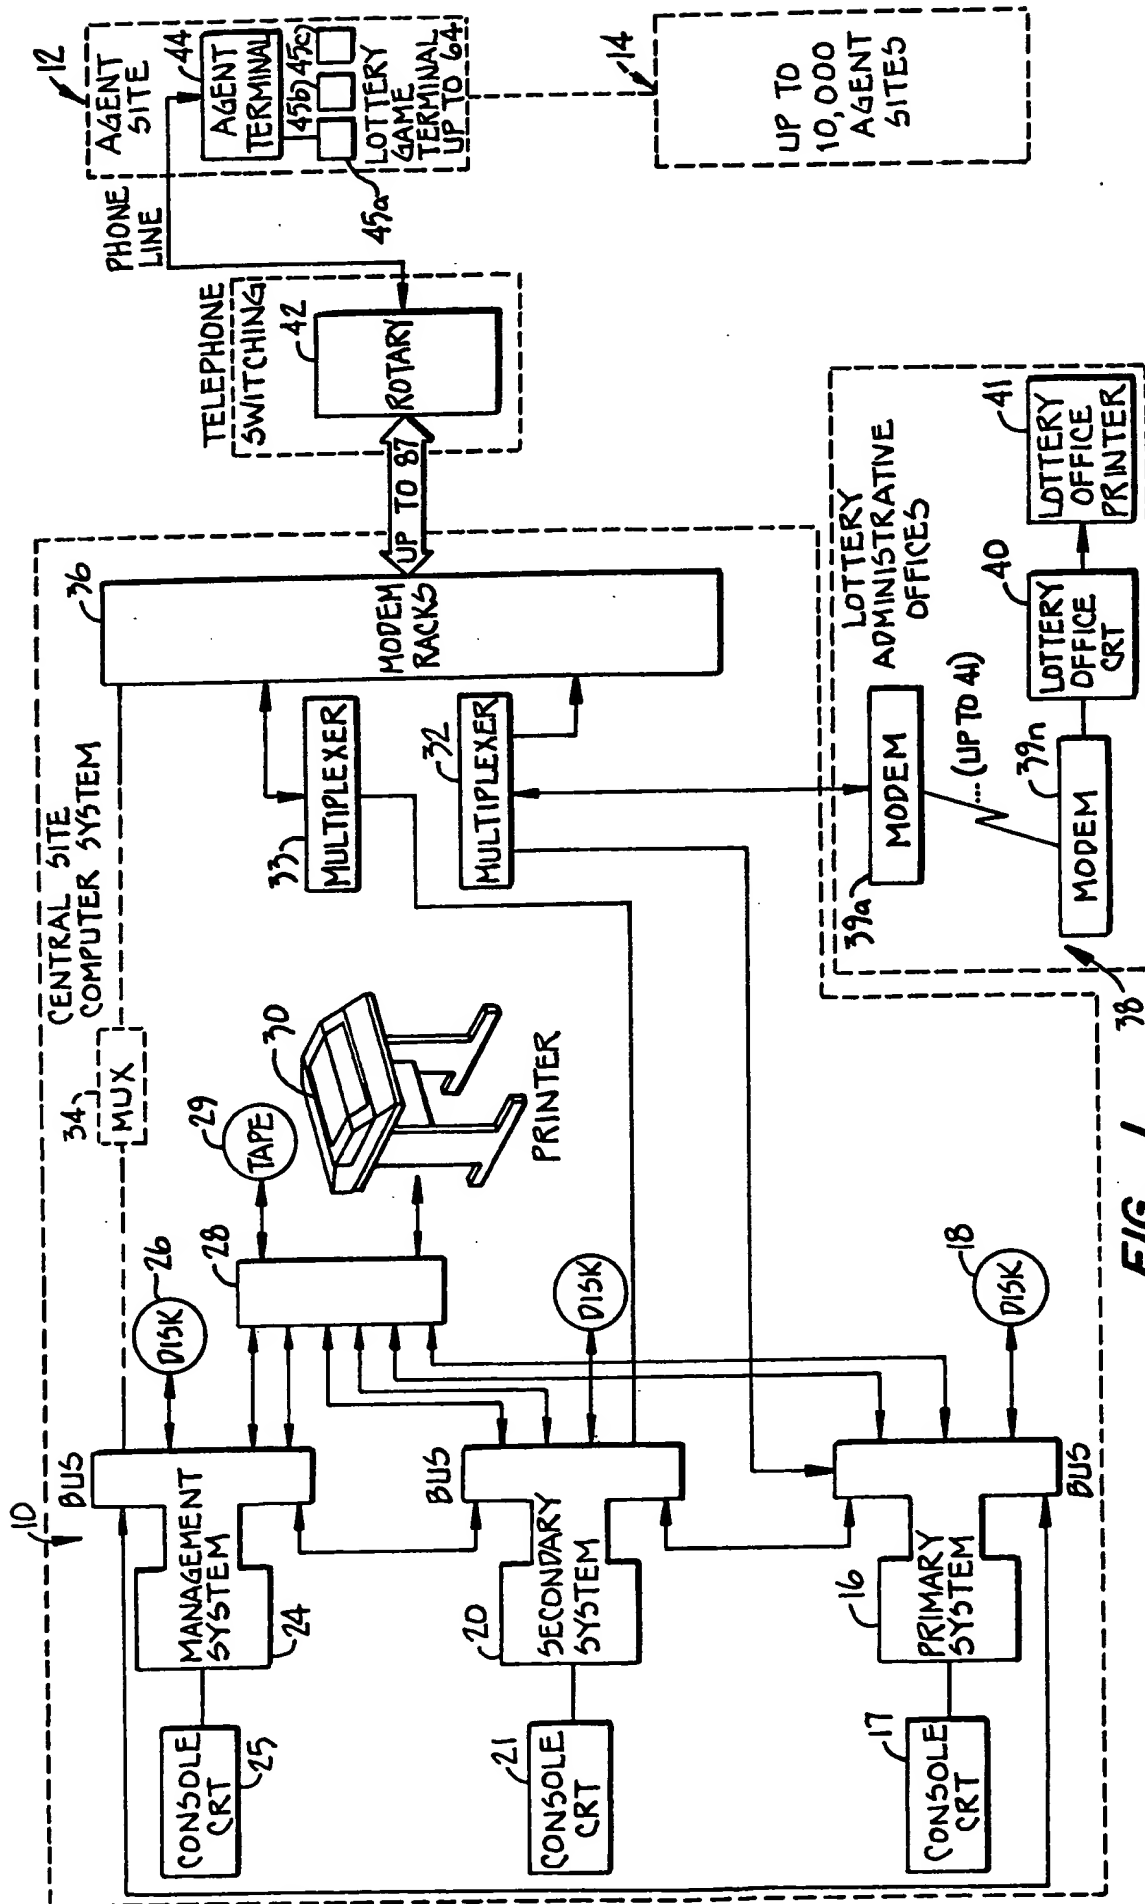 10
CENTRAL SITE
COMPUTER SYSTEM
34
MUX
BUS
MANAGEMENT
SYSTEM
24
CONSOLE
CRT
25
DISK
26
28
TAPE
29
30
PRINTER
BUS
SECONDARY
SYSTEM
20
CONSOLE
CRT
21
DISK
BUS
PRIMARY
SYSTEM
16
CONSOLE
CRT
17
DISK
18
33
MULTIPLEXER
32
MULTIPLEXER
36
MODEM
RACKS
UP TO 87
TELEPHONE
SWITCHING
42
ROTARY
PHONE
LINE
12
AGENT
SITE
44
AGENT
TERMINAL
45b
45c
45a
LOTTERY
GAME
TERMINAL
UP TO 64
14
UP TO
10,000
AGENT
SITES
LOTTERY
ADMINISTRATIVE
OFFICES
39a
MODEM
(UP TO 4)
39n
MODEM
40
LOTTERY
OFFICE
CRT
41
LOTTERY
OFFICE
PRINTER
38
FIG. 1